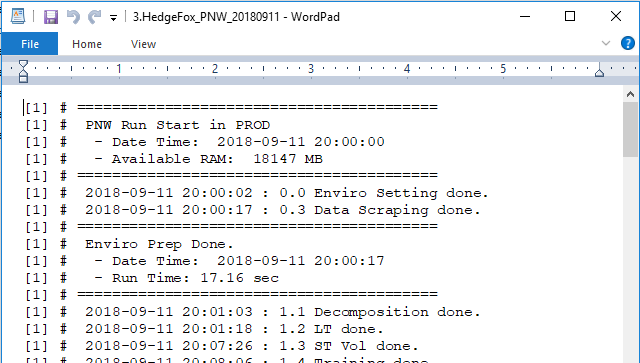 3.HedgeFox_PNW_20180911 - WordPad
File Home View
1 2 3 4 5
[1] # ==========================================
[1] #  PNW Run Start in PROD
[1] #   - Date Time:  2018-09-11 20:00:00
[1] #   - Available RAM:  18147 MB
[1] # ==========================================
[1] #  2018-09-11 20:00:02 : 0.0 Enviro Setting done.
[1] #  2018-09-11 20:00:17 : 0.3 Data Scraping done.
[1] # ==========================================
[1] #  Enviro Prep Done.
[1] #   - Date Time:  2018-09-11 20:00:17
[1] #   - Run Time: 17.16 sec
[1] # ==========================================
[1] #  2018-09-11 20:01:03 : 1.1 Decomposition done.
[1] #  2018-09-11 20:01:18 : 1.2 LT done.
[1] #  2018-09-11 20:07:26 : 1.3 ST Vol done.
[1] #  2018-09-11 20:08:06 : 1.4 Training done